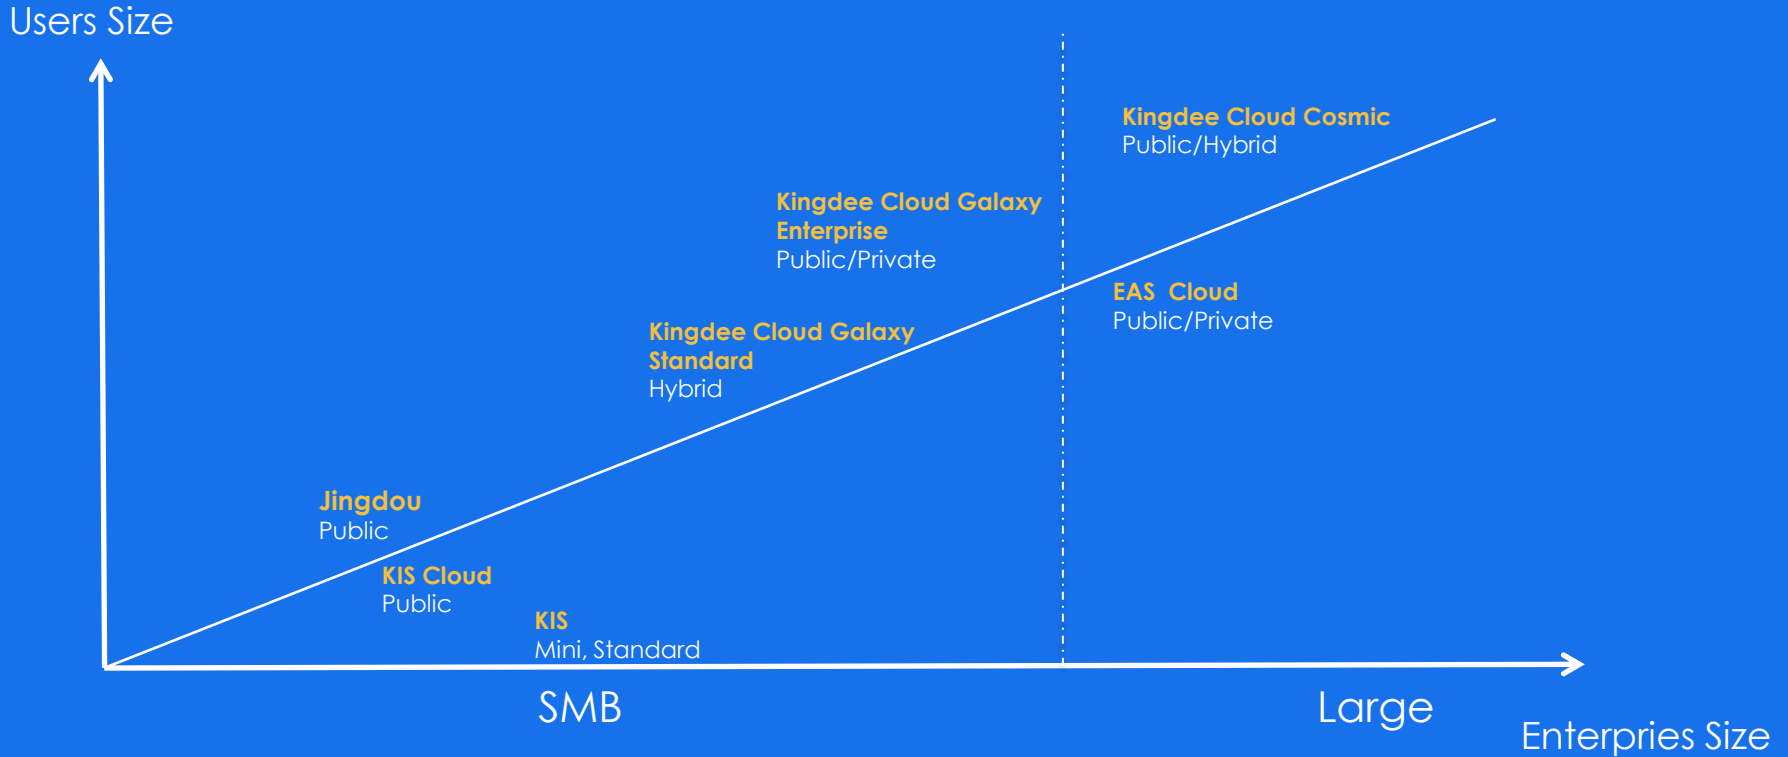 Users Size
Kingdee Cloud Cosmic
Public/Hybrid
Kingdee Cloud Galaxy
Enterprise
Public/Private
EAS  Cloud
Public/Private
Kingdee Cloud Galaxy
Standard
Hybrid
Jingdou
Public
KIS Cloud
Public
KIS
Mini, Standard
SMB
Large
Enterpries Size